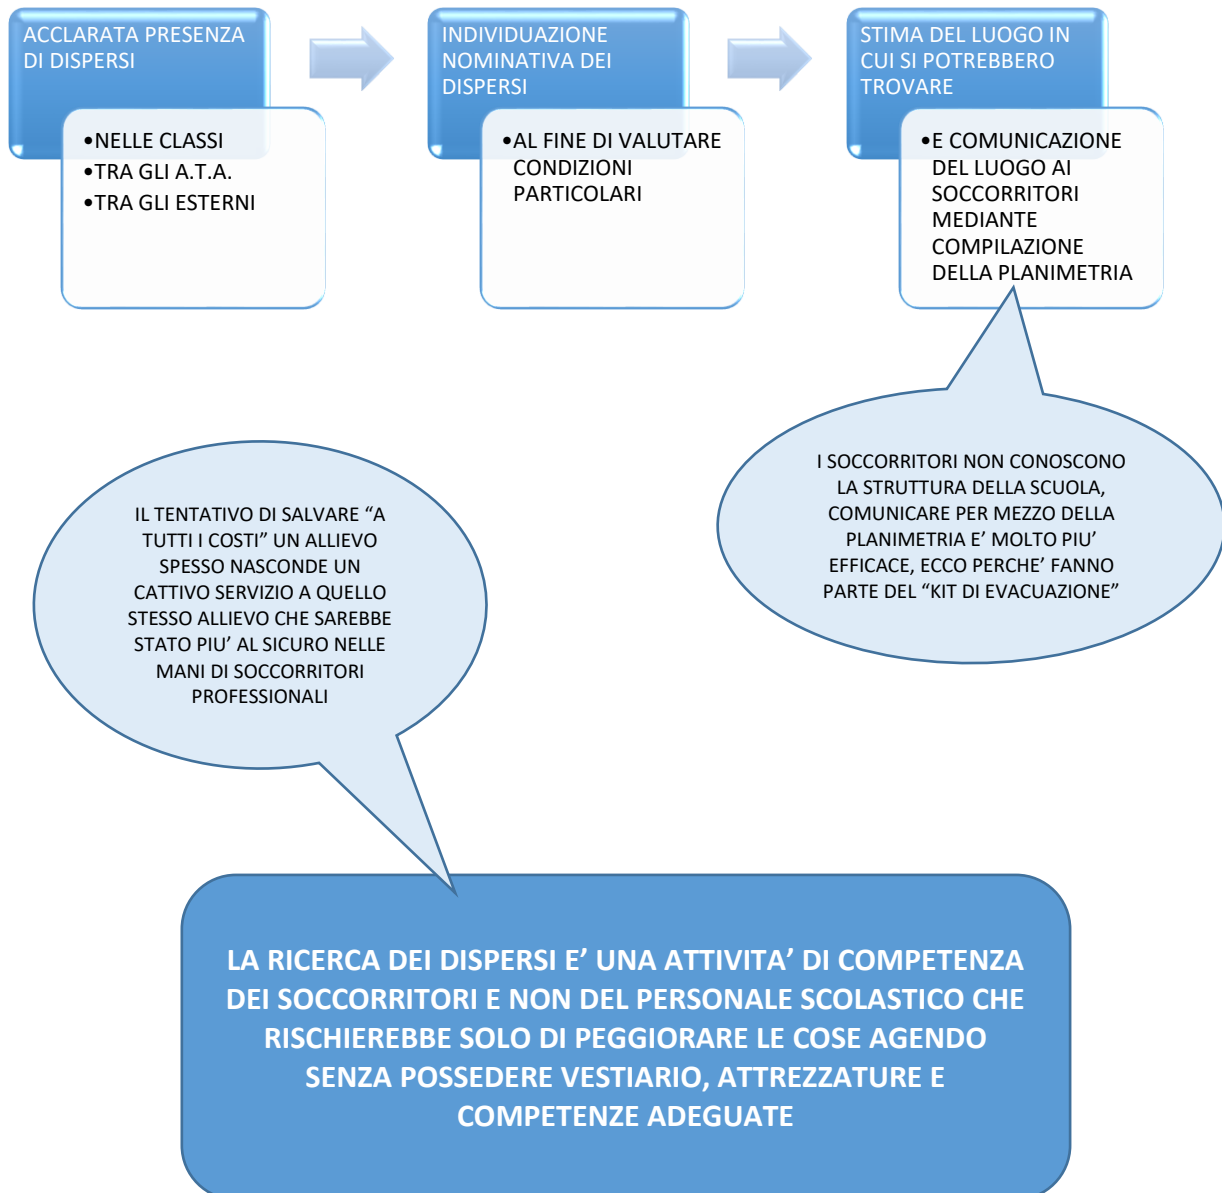 ACCLARATA PRESENZA
DI DISPERSI
•NELLE CLASSI
•TRA GLI A.T.A.
•TRA GLI ESTERNI
INDIVIDUAZIONE
NOMINATIVA DEI
DISPERSI
•AL FINE DI VALUTARE
CONDIZIONI
PARTICOLARI
STIMA DEL LUOGO IN
CUI SI POTREBBERO
TROVARE
•E COMUNICAZIONE
DEL LUOGO AI
SOCCORRITORI
MEDIANTE
COMPILAZIONE
DELLA PLANIMETRIA
I SOCCORRITORI NON CONOSCONO
LA STRUTTURA DELLA SCUOLA,
COMUNICARE PER MEZZO DELLA
PLANIMETRIA E’ MOLTO PIU’
EFFICACE, ECCO PERCHE’ FANNO
PARTE DEL “KIT DI EVACUAZIONE”
IL TENTATIVO DI SALVARE “A
TUTTI I COSTI” UN ALLIEVO
SPESSO NASCONDE UN
CATTIVO SERVIZIO A QUELLO
STESSO ALLIEVO CHE SAREBBE
STATO PIU’ AL SICURO NELLE
MANI DI SOCCORRITORI
PROFESSIONALI
LA RICERCA DEI DISPERSI E’ UNA ATTIVITA’ DI COMPETENZA
DEI SOCCORRITORI E NON DEL PERSONALE SCOLASTICO CHE
RISCHIEREBBE SOLO DI PEGGIORARE LE COSE AGENDO
SENZA POSSEDERE VESTIARIO, ATTREZZATURE E
COMPETENZE ADEGUATE